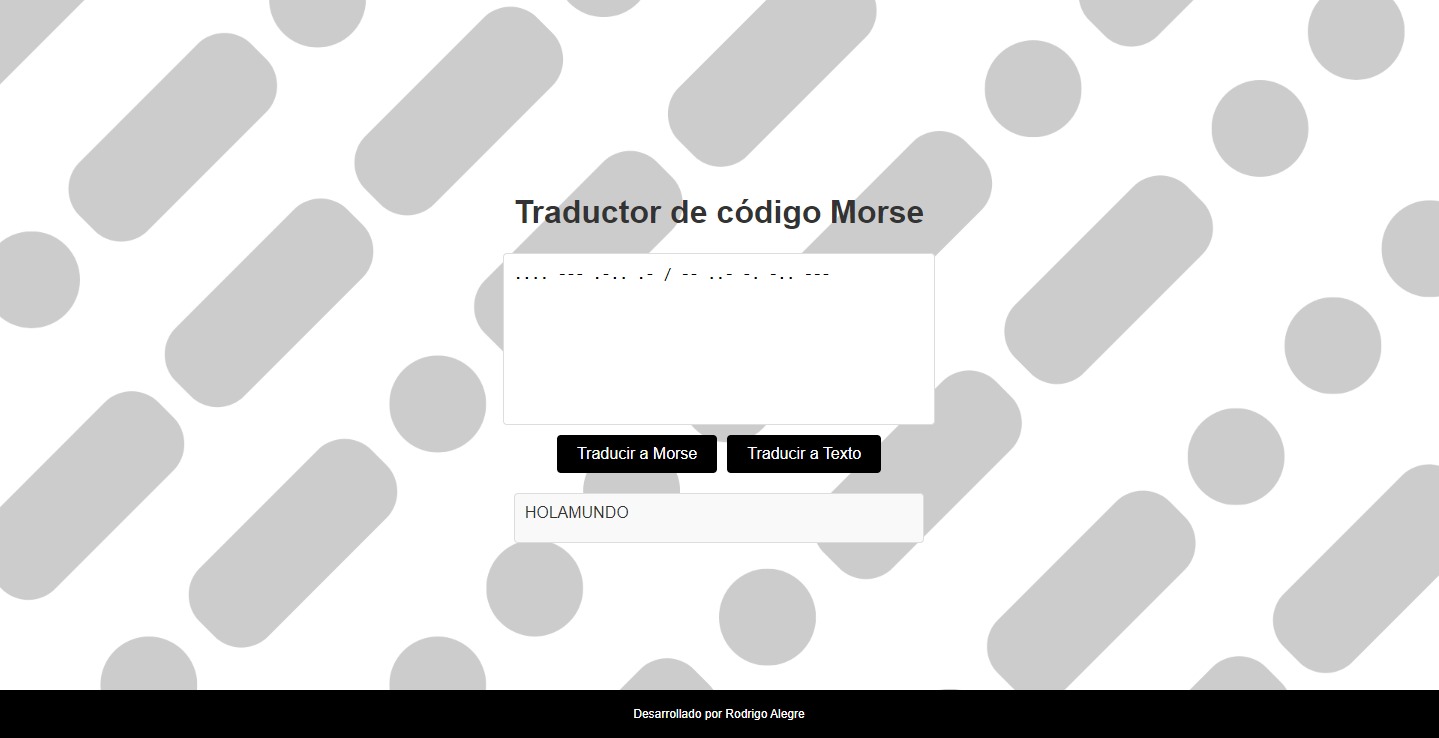 Traductor de código Morse
.... --- .-.. .- / -- ..- -. -.. ---
Traducir a Morse
Traducir a Texto
HOLAMUNDO
Desarrollado por Rodrigo Alegre